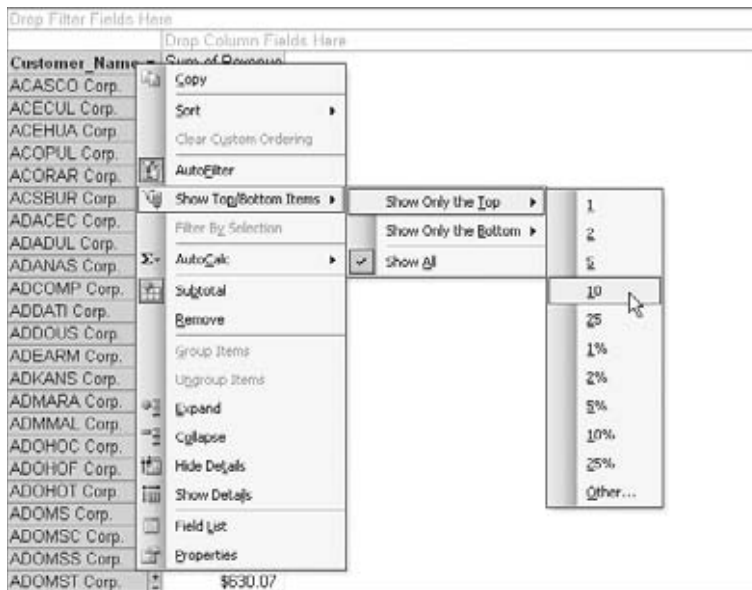 Drop Filter Fields Here
Drop Column Fields Here
Customer_Name Sum of Revenue
ACASCO Corp.
ACECUL Corp.
ACEHUA Corp.
ACOPUL Corp.
ACORAR Corp.
ACSBUR Corp.
ADACEC Corp.
ADADUL Corp.
ADANAS Corp.
ADCOMP Corp.
ADDATI Corp.
ADDOUS Corp.
ADEARM Corp.
ADKANS Corp.
ADMARA Corp.
ADMMAL Corp.
ADOHOC Corp.
ADOHOF Corp.
ADOHOT Corp.
ADOMS Corp.
ADOMSC Corp.
ADOMSS Corp.
ADOMST Corp. $630.07
Copy
Sort
Clear Custom Ordering
AutoFilter
Show Top/Bottom Items
Filter By Selection
AutoCalc
Subtotal
Remove
Group Items
Ungroup Items
Expand
Collapse
Hide Details
Show Details
Field List
Properties
Show Only the Top
Show Only the Bottom
Show All
1
2
5
10
25
1%
2%
5%
10%
25%
Other...